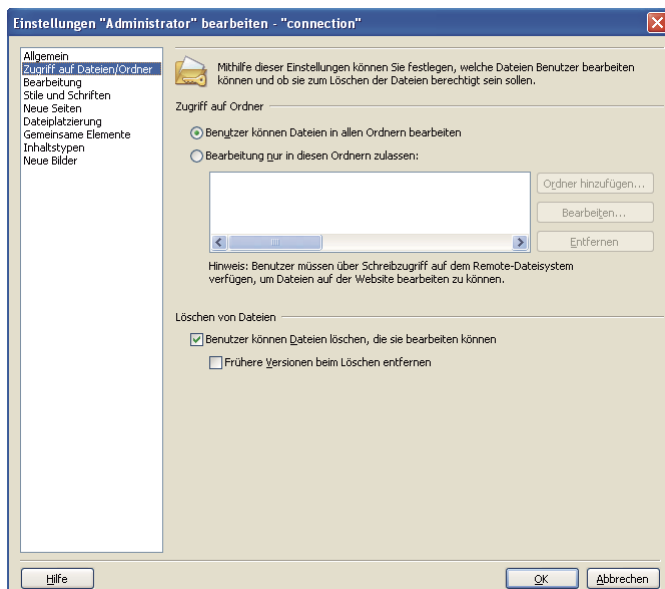 Einstellungen "Administrator" bearbeiten - "connection"
Allgemein
Zugriff auf Dateien/Ordner
Bearbeitung
Stile und Schriften
Neue Seiten
Dateiplatzierung
Gemeinsame Elemente
Inhaltstypen
Neue Bilder
Mithilfe dieser Einstellungen können Sie festlegen, welche Dateien Benutzer bearbeiten
können und ob sie zum Löschen der Dateien berechtigt sein sollen.
Zugriff auf Ordner
Benutzer können Dateien in allen Ordnern bearbeiten
Bearbeitung nur in diesen Ordnern zulassen:
Ordner hinzufügen...
Bearbeiten...
Entfernen
Hinweis: Benutzer müssen über Schreibzugriff auf dem Remote-Dateisystem
verfügen, um Dateien auf der Website bearbeiten zu können.
Löschen von Dateien
Benutzer können Dateien löschen, die sie bearbeiten können
Frühere Versionen beim Löschen entfernen
Hilfe
OK
Abbrechen